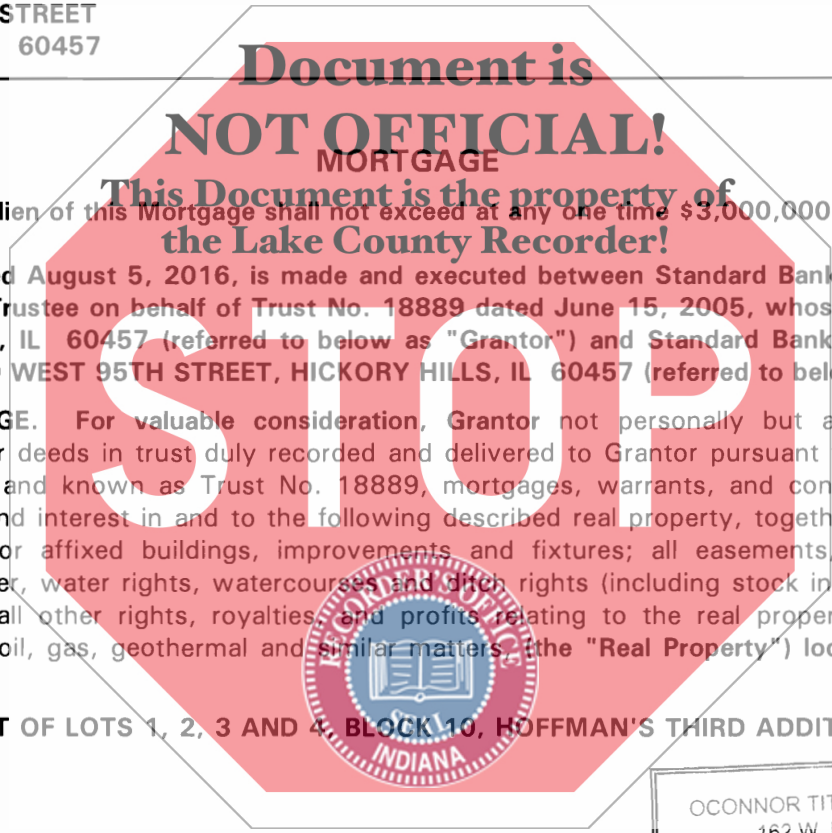 STREET
60457
Document is
NOT OFFICIAL!
MORTGAGE
This Document is the property of
lien of this Mortgage shall not exceed at any one time $3,000,000
the Lake County Recorder!
d August 5, 2016, is made and executed between Standard Bank
Trustee on behalf of Trust No. 18889 dated June 15, 2005, whos
, IL 60457 (referred to below as "Grantor") and Standard Bank
WEST 95TH STREET, HICKORY HILLS, IL 60457 (referred to bel
STOP
GE. For valuable consideration, Grantor not personally but a
r deeds in trust duly recorded and delivered to Grantor pursuant
and known as Trust No. 18889, mortgages, warrants, and con
nd interest in and to the following described real property, togeth
or affixed buildings, improvements and fixtures; all easements,
er, water rights, watercourses and ditch rights (including stock in
all other rights, royalties, and profits relating to the real proper
oil, gas, geothermal and similar matters, (the "Real Property") loc
RECORDER'S OFFICE
SEAL
INDIANA
T OF LOTS 1, 2, 3 AND 4, BLOCK 10, HOFFMAN'S THIRD ADDIT
OCONNOR TIT
162 W.